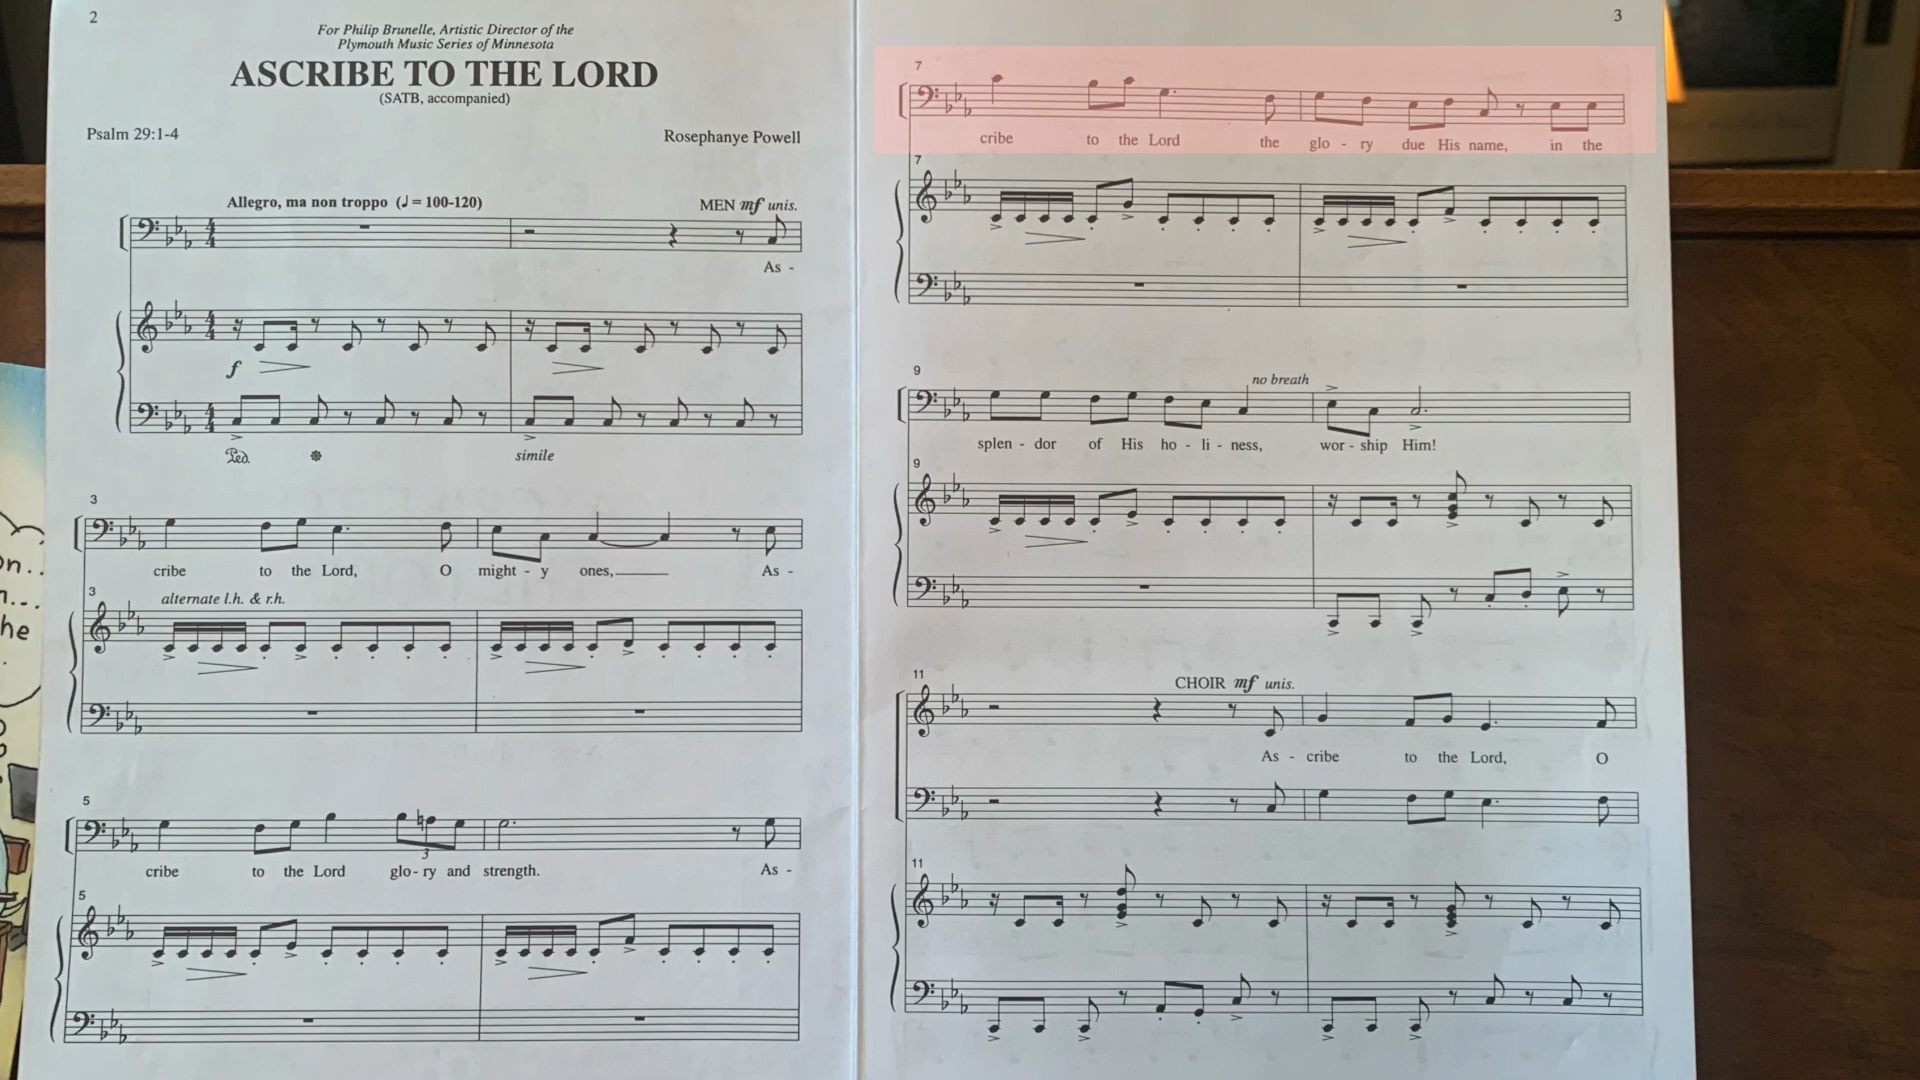 2
For Philip Brunelle, Artistic Director of the
Plymouth Music Series of Minnesota
ASCRIBE TO THE LORD
(SATB, accompanied)
Psalm 29:1-4
Rosephanye Powell
Allegro, ma non troppo (♩ = 100-120)
MEN mf unis.
As -
f
Ped. *
simile
3
cribe to the Lord, O might - y ones, As -
3
alternate l.h. & r.h.
5
3
cribe to the Lord glo - ry and strength. As -
5
3
7
cribe to the Lord the glo - ry due His name, in the
7
9
no breath
splen - dor of His ho - li - ness, wor - ship Him!
9
11
CHOIR mf unis.
As - cribe to the Lord, O
11
on..
he